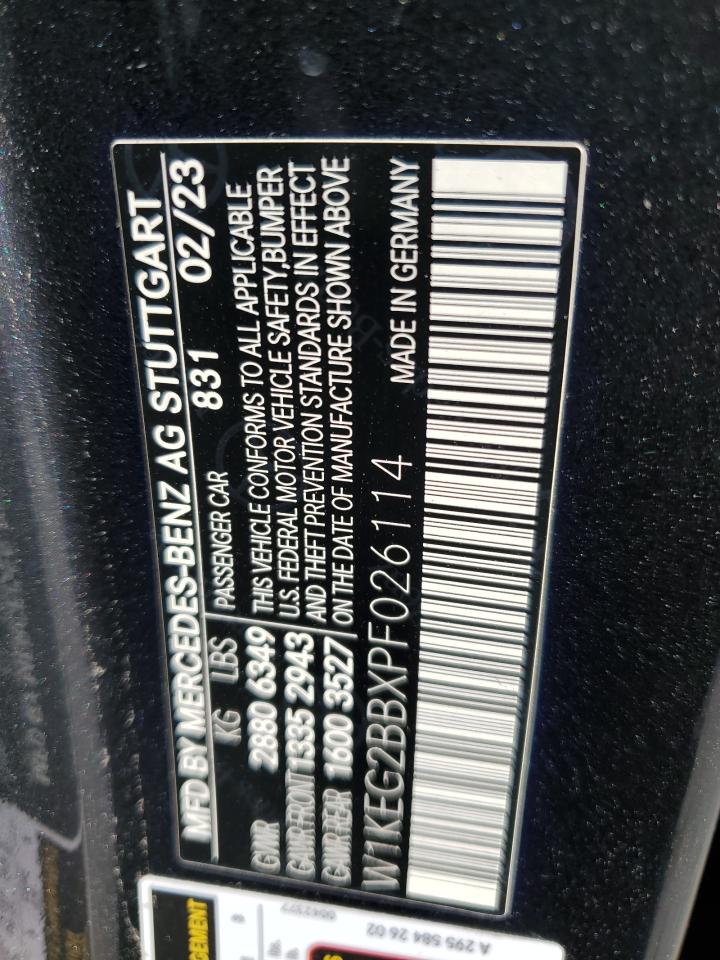 MFD BY MERCEDES-BENZ AG STUTTGART
KG LBS PASSENGER CAR 831 02/23
GVWR 2880 6349 THIS VEHICLE CONFORMS TO ALL APPLICABLE
GAWR FRONT 1335 2943 U.S. FEDERAL MOTOR VEHICLE SAFETY,BUMPER
GAWR REAR 1600 3527 AND THEFT PREVENTION STANDARDS IN EFFECT
ON THE DATE OF MANUFACTURE SHOWN ABOVE
W1KEG2BBXPF026114 MADE IN GERMANY
A 295 584 26 02